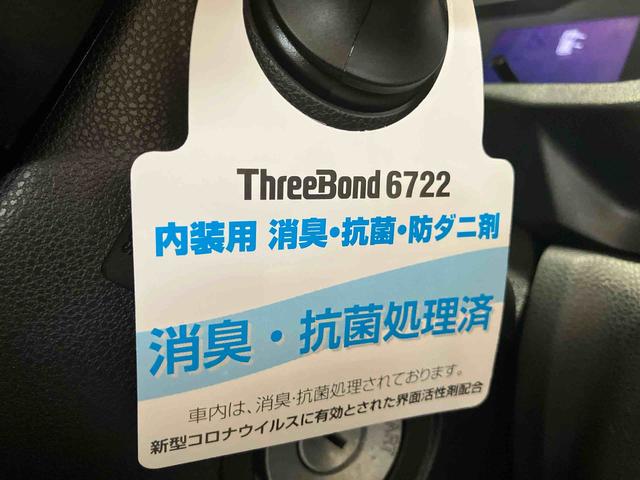 ThreeBond 6722
内装用 消臭・抗菌・防ダニ剤
消臭・抗菌処理済
車内は、消臭・抗菌処理されております。
新型コロナウイルスに有効とされた界面活性剤配合